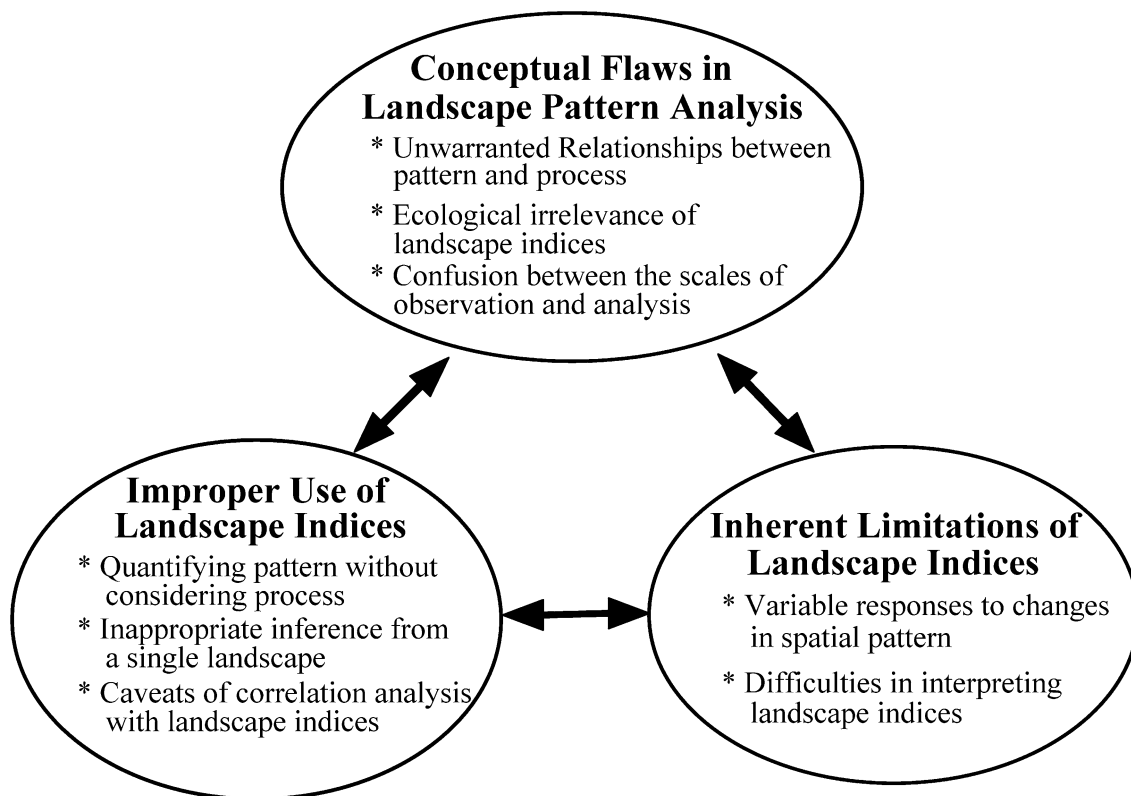 Conceptual Flaws in
Landscape Pattern Analysis
* Unwarranted Relationships between
pattern and process
* Ecological irrelevance of
landscape indices
* Confusion between the scales of
observation and analysis
Improper Use of
Landscape Indices
* Quantifying pattern without
considering process
* Inappropriate inference from
a single landscape
* Caveats of correlation analysis
with landscape indices
Inherent Limitations of
Landscape Indices
* Variable responses to changes
in spatial pattern
* Difficulties in interpreting
landscape indices